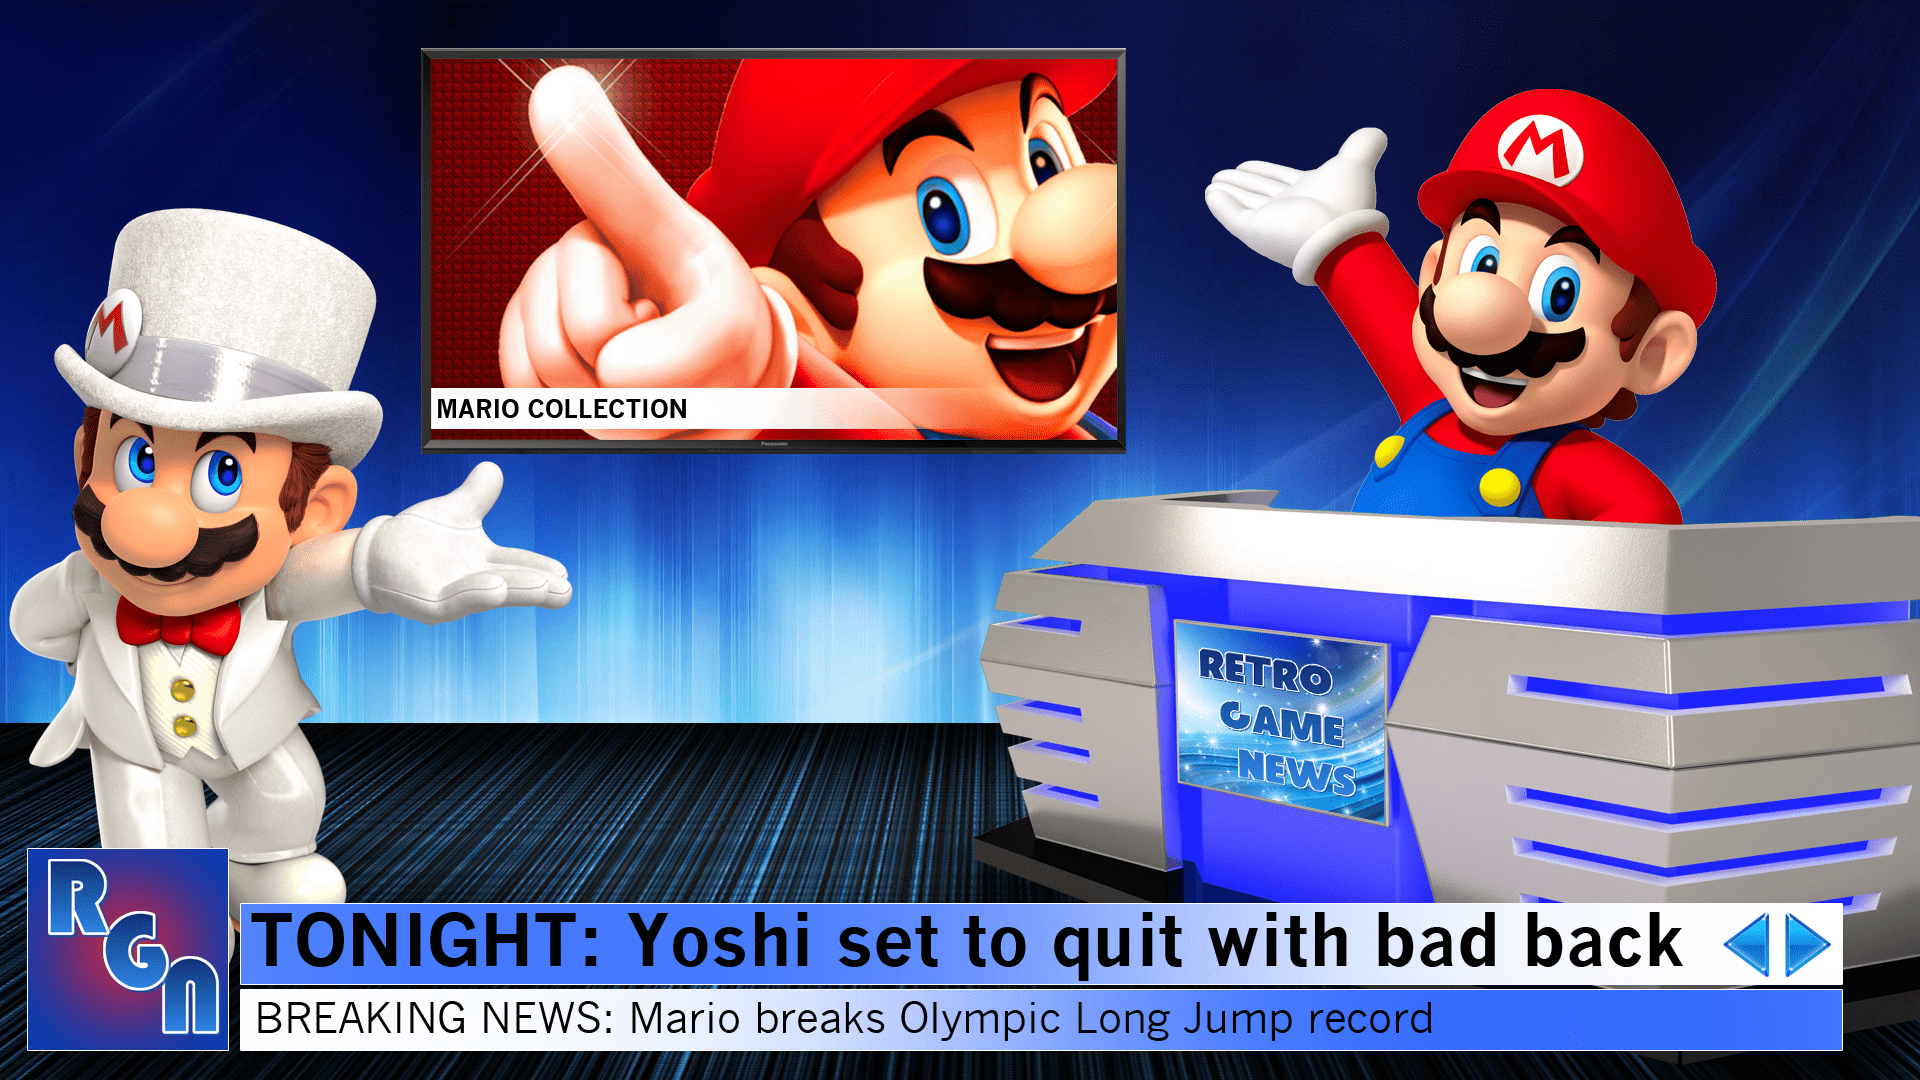 M
M
MARIO COLLECTION
Panasonic
RETRO
GAME
NEWS
RGn
TONIGHT: Yoshi set to quit with bad back
BREAKING NEWS: Mario breaks Olympic Long Jump record